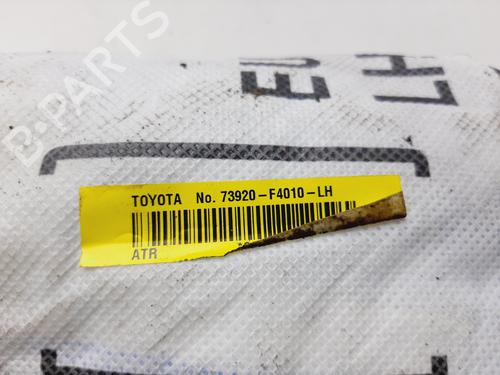 EU
LH
TOYOTA No. 73920-F4010-LH
ATR
B-PARTS